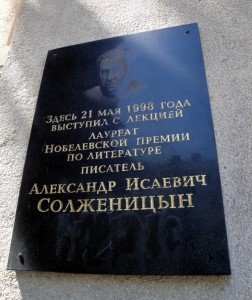 Здесь 21 мая 1998 года
выступил с лекцией
лауреат
Нобелевской премии
по литературе
писатель
Александр Исаевич
Солженицын